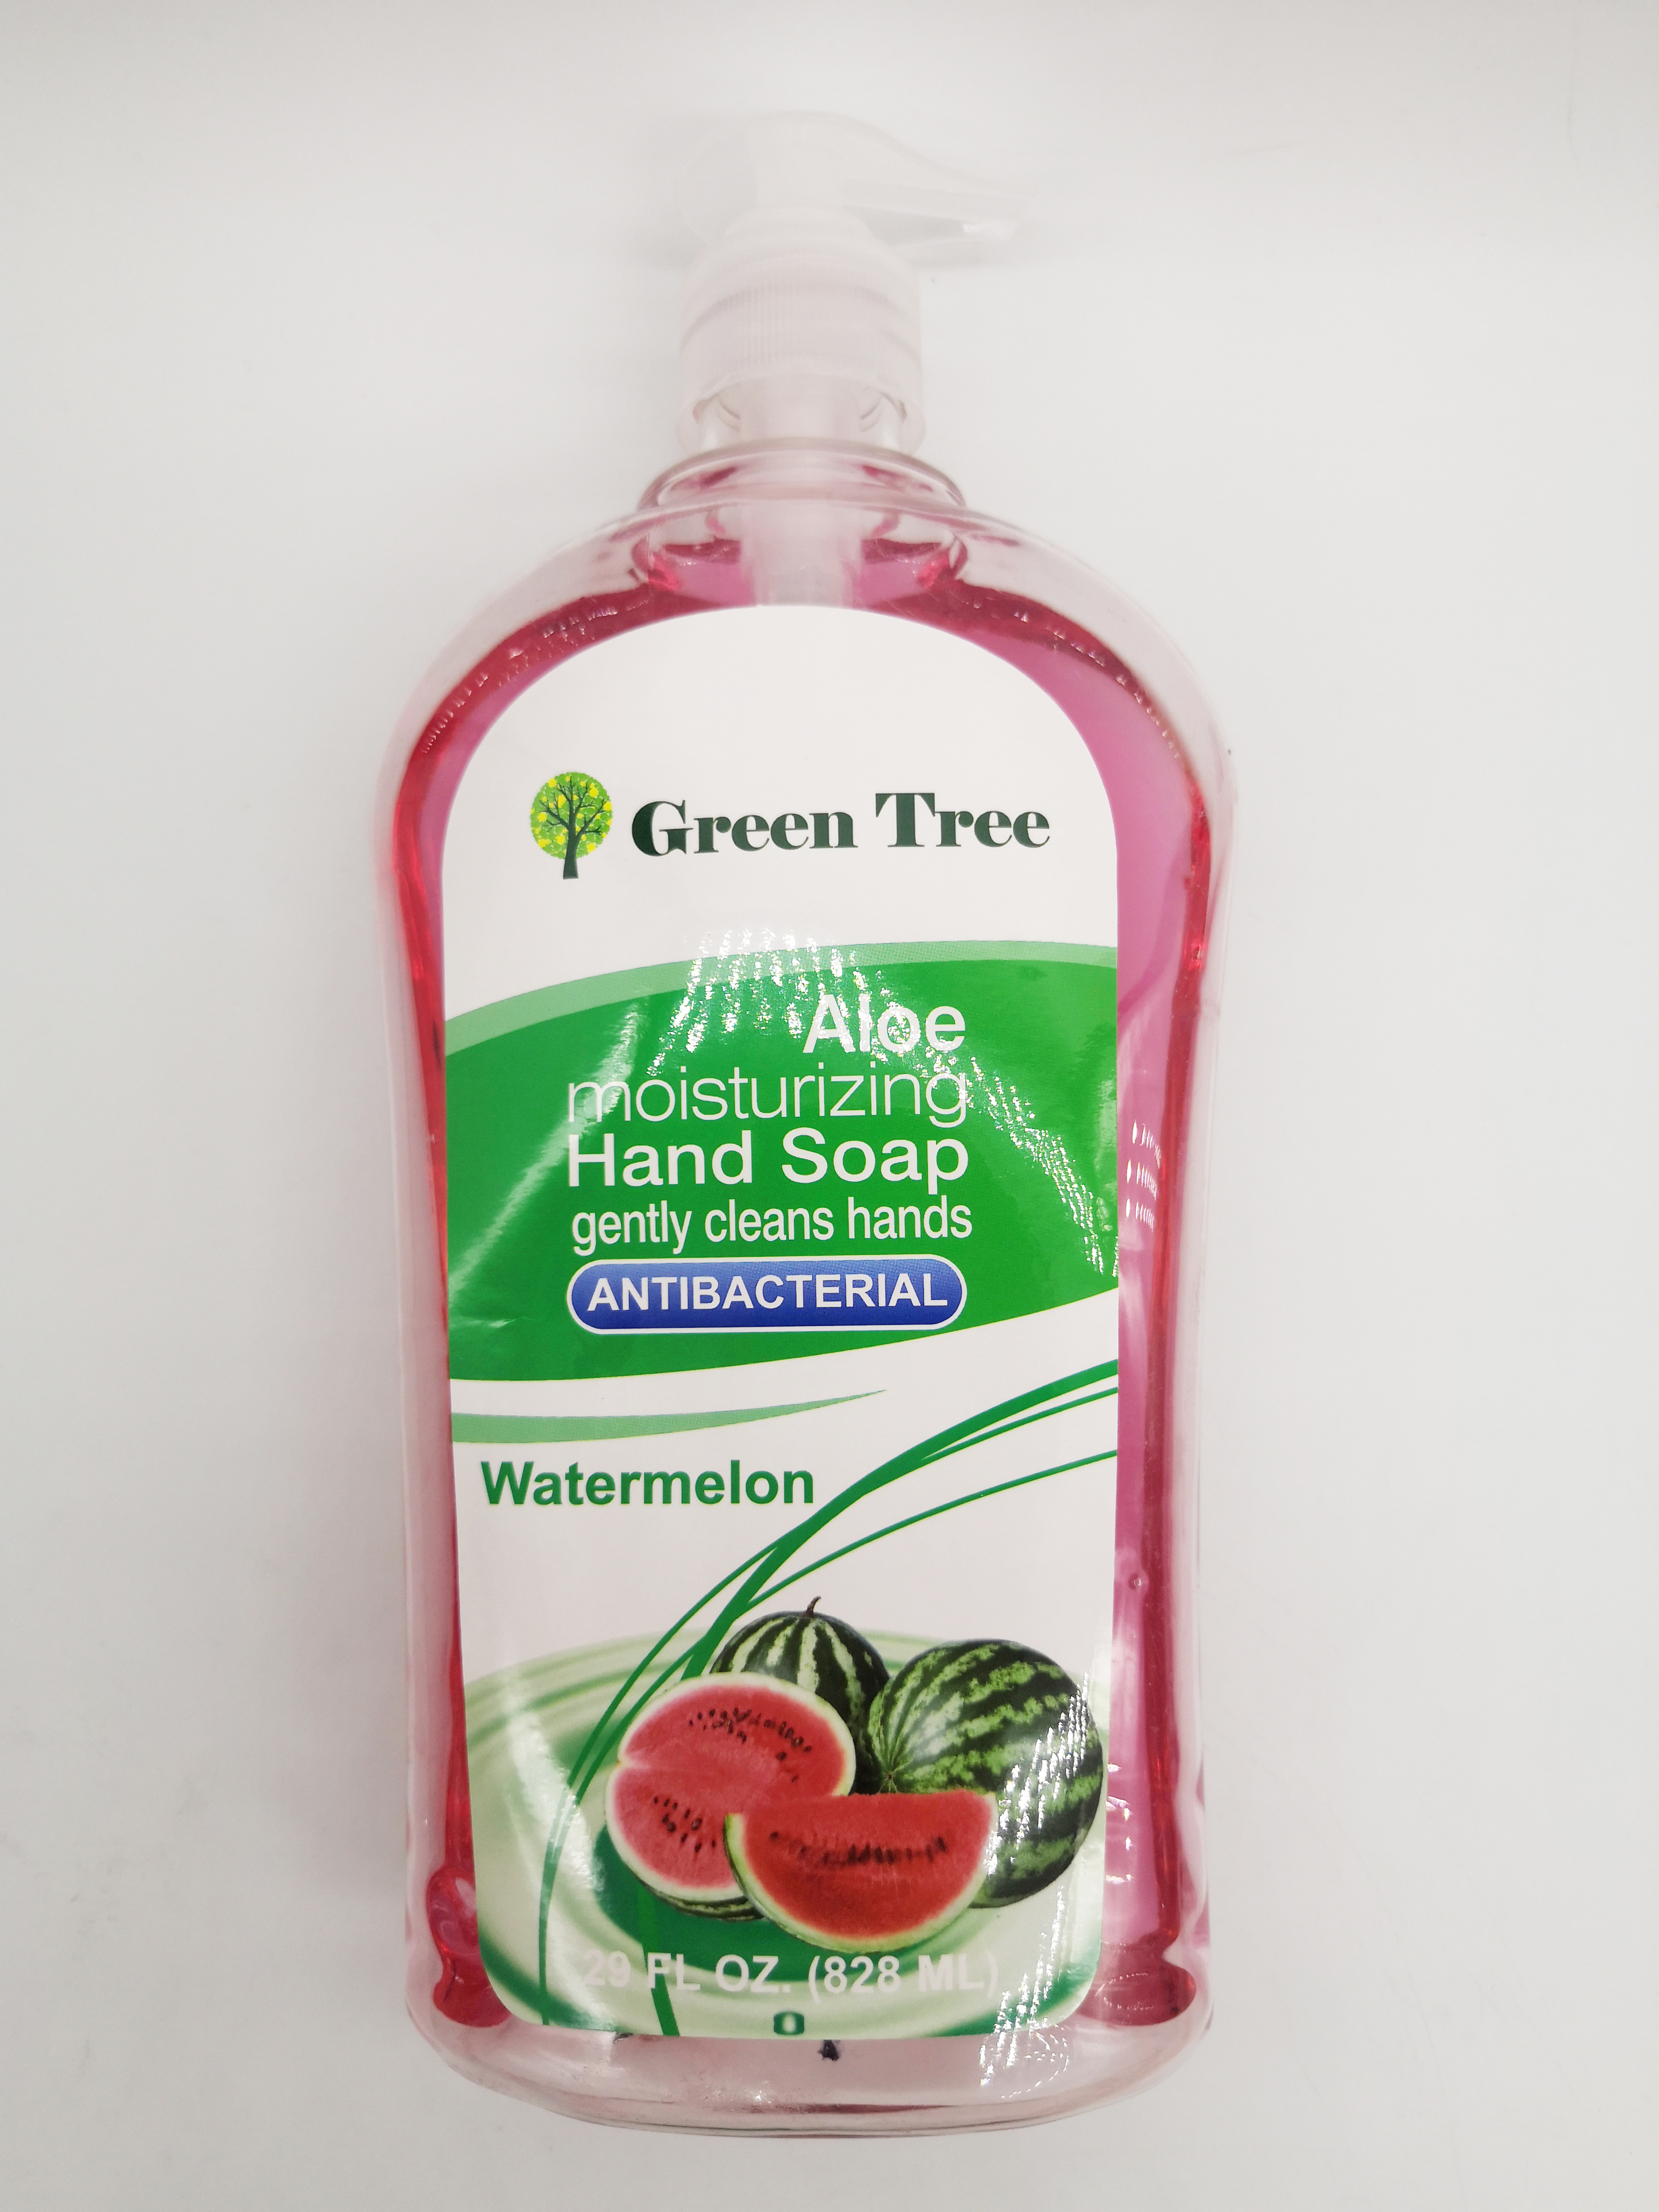 Green Tree
Aloe
moisturizing
Hand Soap
gently cleans hands
ANTIBACTERIAL
Watermelon
29 FL OZ. (828 ML)